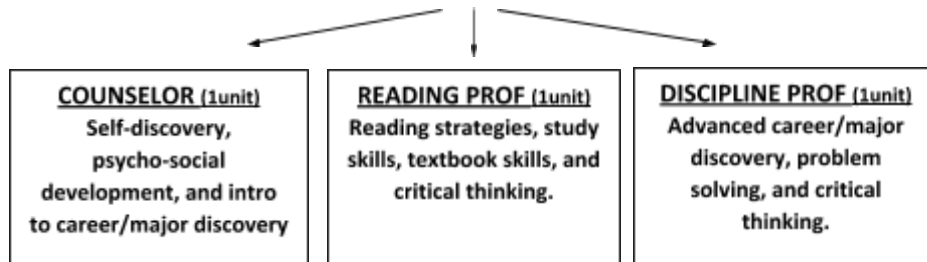 COUNSELOR (1unit)
Self-discovery,
psycho-social
development, and intro
to career/major discovery
READING PROF (1unit)
Reading strategies, study
skills, textbook skills, and
critical thinking.
DISCIPLINE PROF (1unit)
Advanced career/major
discovery, problem
solving, and critical
thinking.